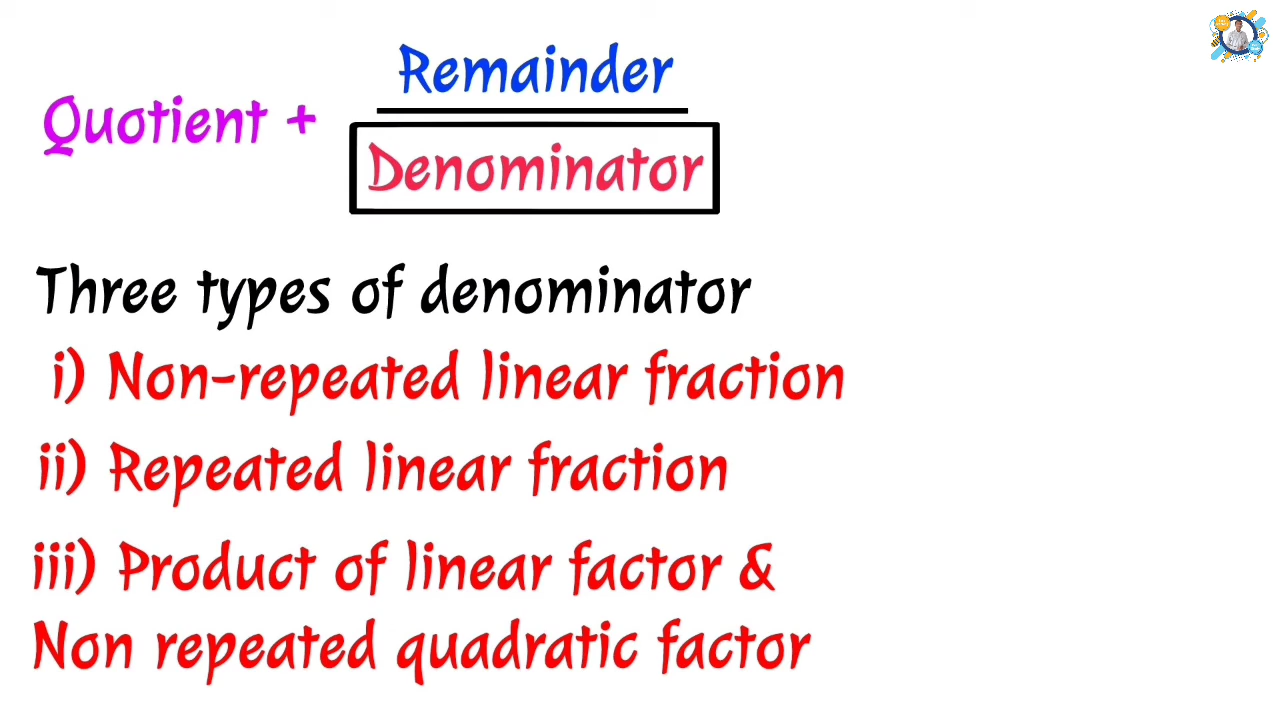 Remainder
Quotient +
Denominator
Three types of denominator
i) Non-repeated linear fraction
ii) Repeated linear fraction
iii) Product of linear factor &
Non repeated quadratic factor